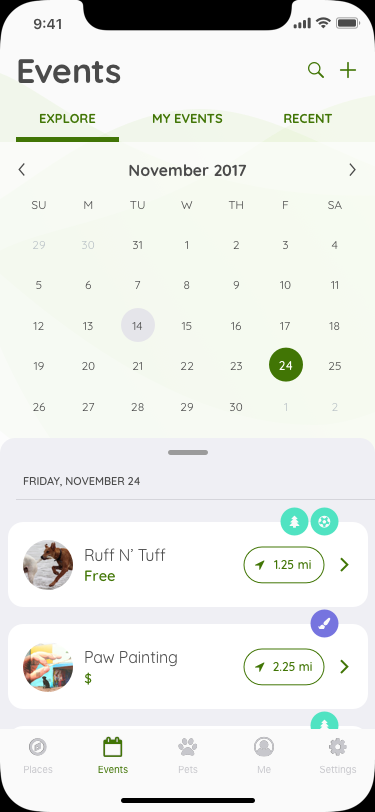 9:41
Events
EXPLORE MY EVENTS RECENT
November 2017
SU M TU W TH F SA
29 30 31 1 2 3 4
5 6 7 8 9 10 11
12 13 14 15 16 17 18
19 20 21 22 23 24 25
26 27 28 29 30 1 2
FRIDAY, NOVEMBER 24
Ruff N’ Tuff
Free
1.25 mi
Paw Painting
$
2.25 mi
Places Events Pets Me Settings